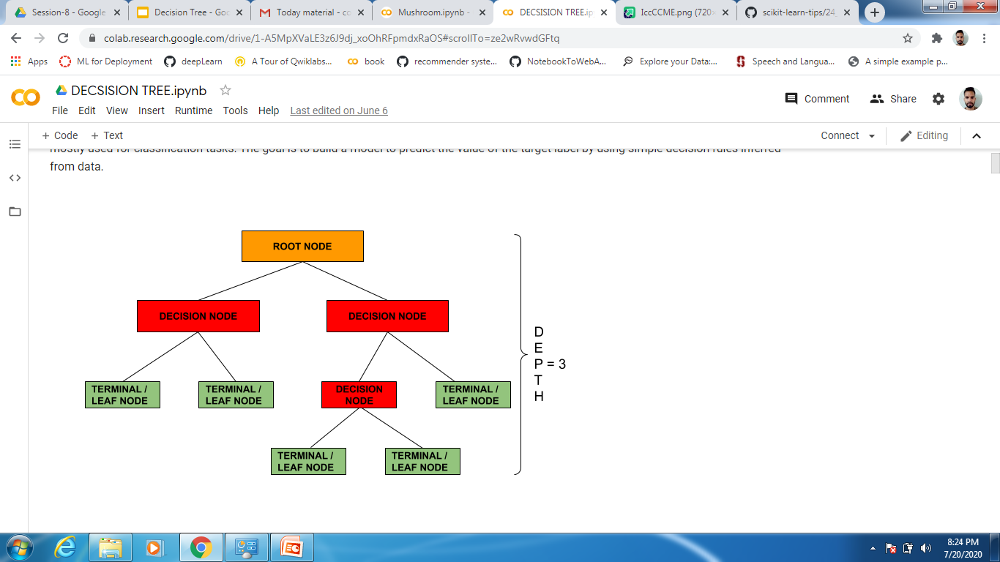 Session-8 - Google
Decision Tree - Goo
Today material - co
Mushroom.ipynb -
DECSISION TREE.ip
IccCCME.png (720×
scikit-learn-tips/24_
colab.research.google.com/drive/1-A5MpXVaLE3z6J9dj_xoOhRFpmdxRaOS#scrollTo=ze2wRvwdGFtq
Apps
ML for Deployment
deepLearn
A Tour of Qwiklabs...
book
recommender syste...
NotebookToWebA...
Explore your Data:...
Speech and Langua...
A simple example p...
DECSISION TREE.ipynb
File Edit View Insert Runtime Tools Help Last edited on June 6
Comment
Share
+ Code + Text
Connect
Editing
mostly used for classification tasks. The goal is to build a model to predict the value of the target label by using simple decision rules inferred
from data.
ROOT NODE
DECISION NODE
DECISION NODE
TERMINAL /
LEAF NODE
TERMINAL /
LEAF NODE
DECISION
NODE
TERMINAL /
LEAF NODE
TERMINAL /
LEAF NODE
TERMINAL /
LEAF NODE
D
E
P = 3
T
H
8:24 PM
7/20/2020